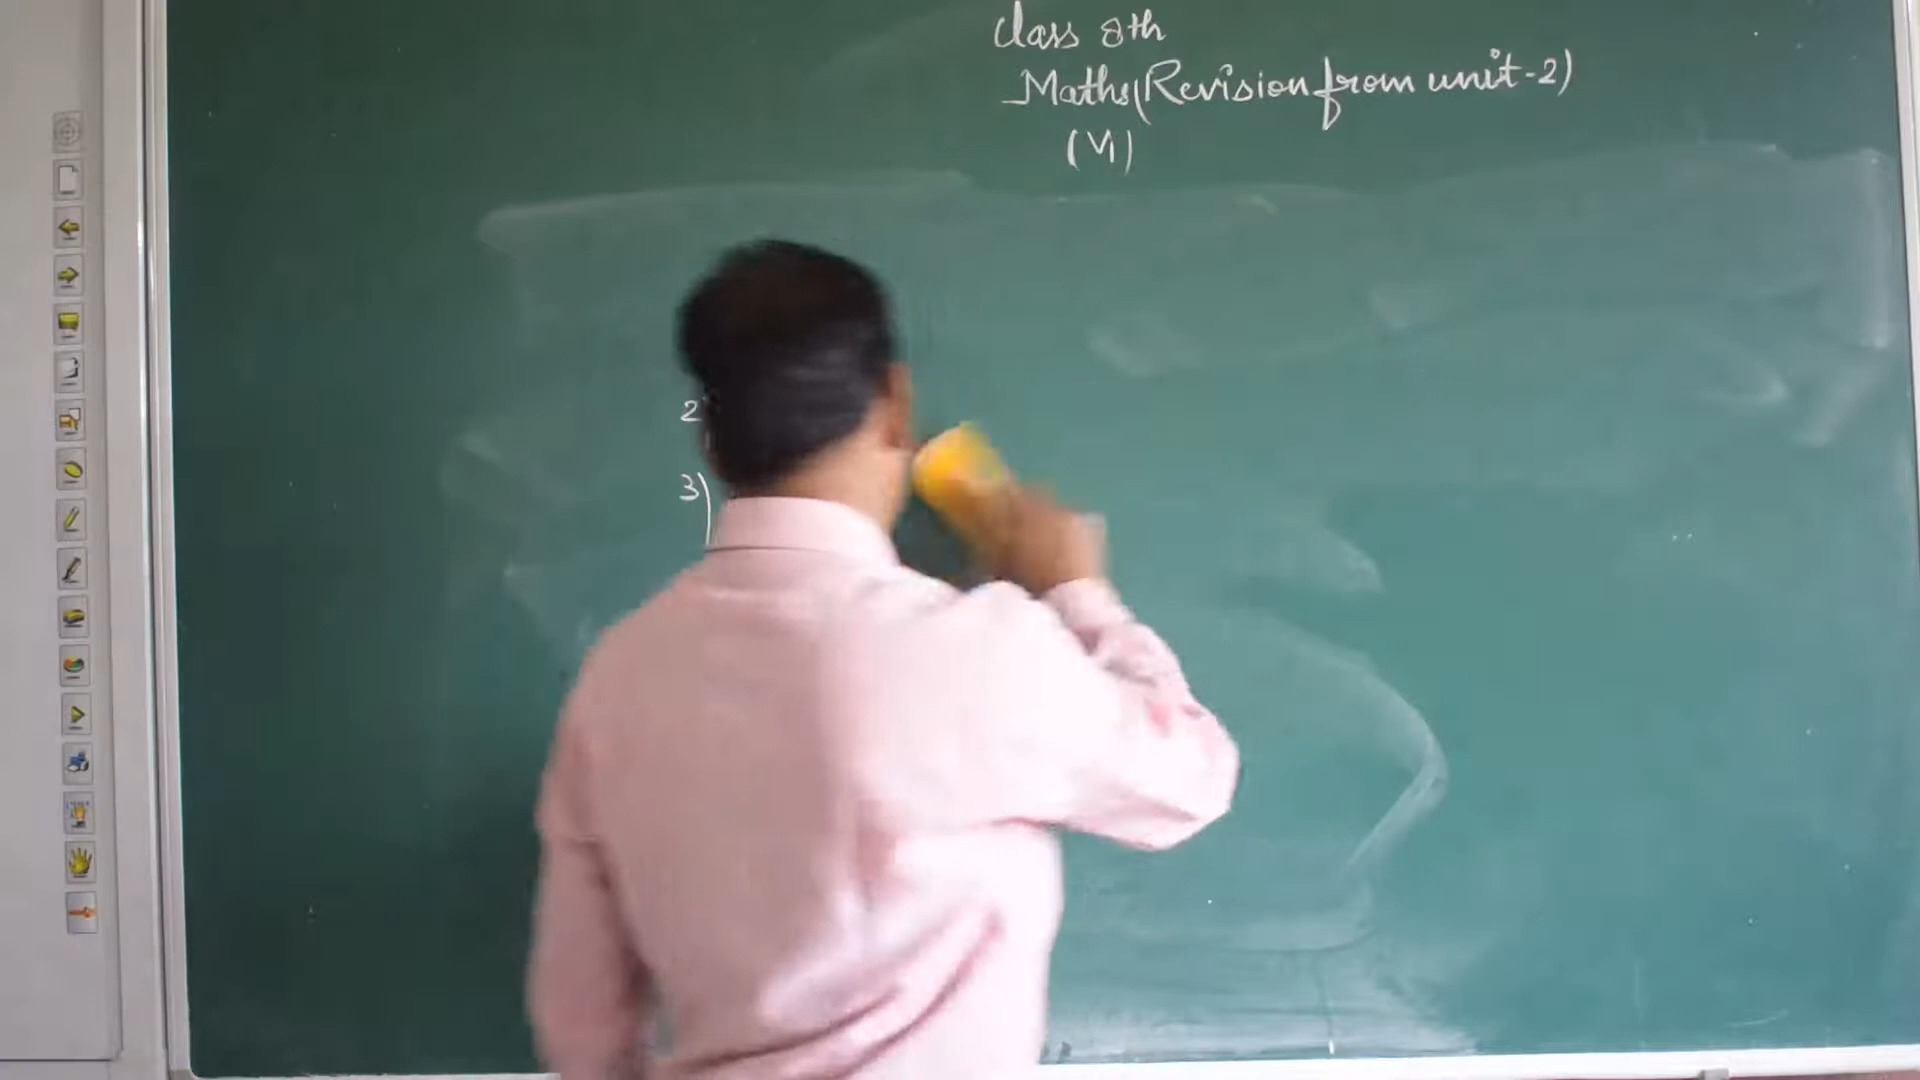 Class 8th
Maths (Revision from unit-2)
(VI)
2
3)